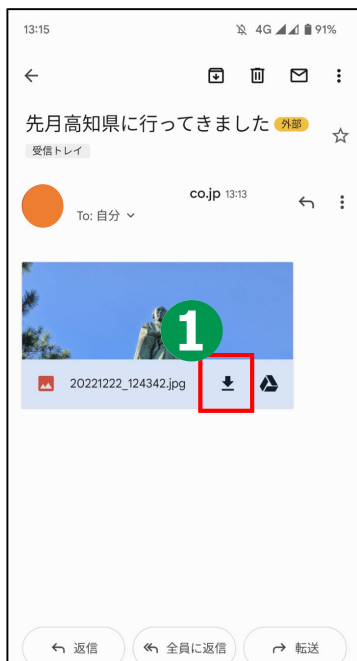 13:15 4G 91%
先月高知県に行ってきました 外部
受信トレイ
co.jp 13:13
To: 自分
1
20221222_124342.jpg
返信 全員に返信 転送